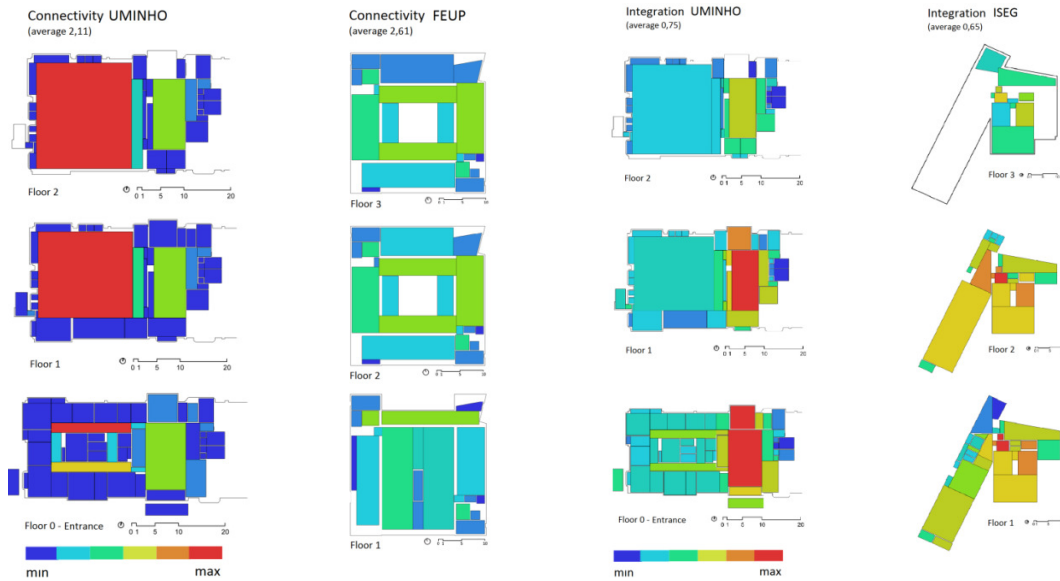 Connectivity UMINHO
(average 2,11)
Floor 2
0 1 5 10 20
Floor 1
0 1 5 10 20
Floor 0 - Entrance
0 1 5 10 20
min max
Connectivity FEUP
(average 2,61)
Floor 3
Floor 2
Floor 1
Integration UMINHO
(average 0,75)
Floor 2
0 1 5 10 20
Floor 1
0 1 5 10 20
Floor 0 - Entrance
0 1 5 10 20
min max
Integration ISEG
(average 0,65)
Floor 3
Floor 2
Floor 1